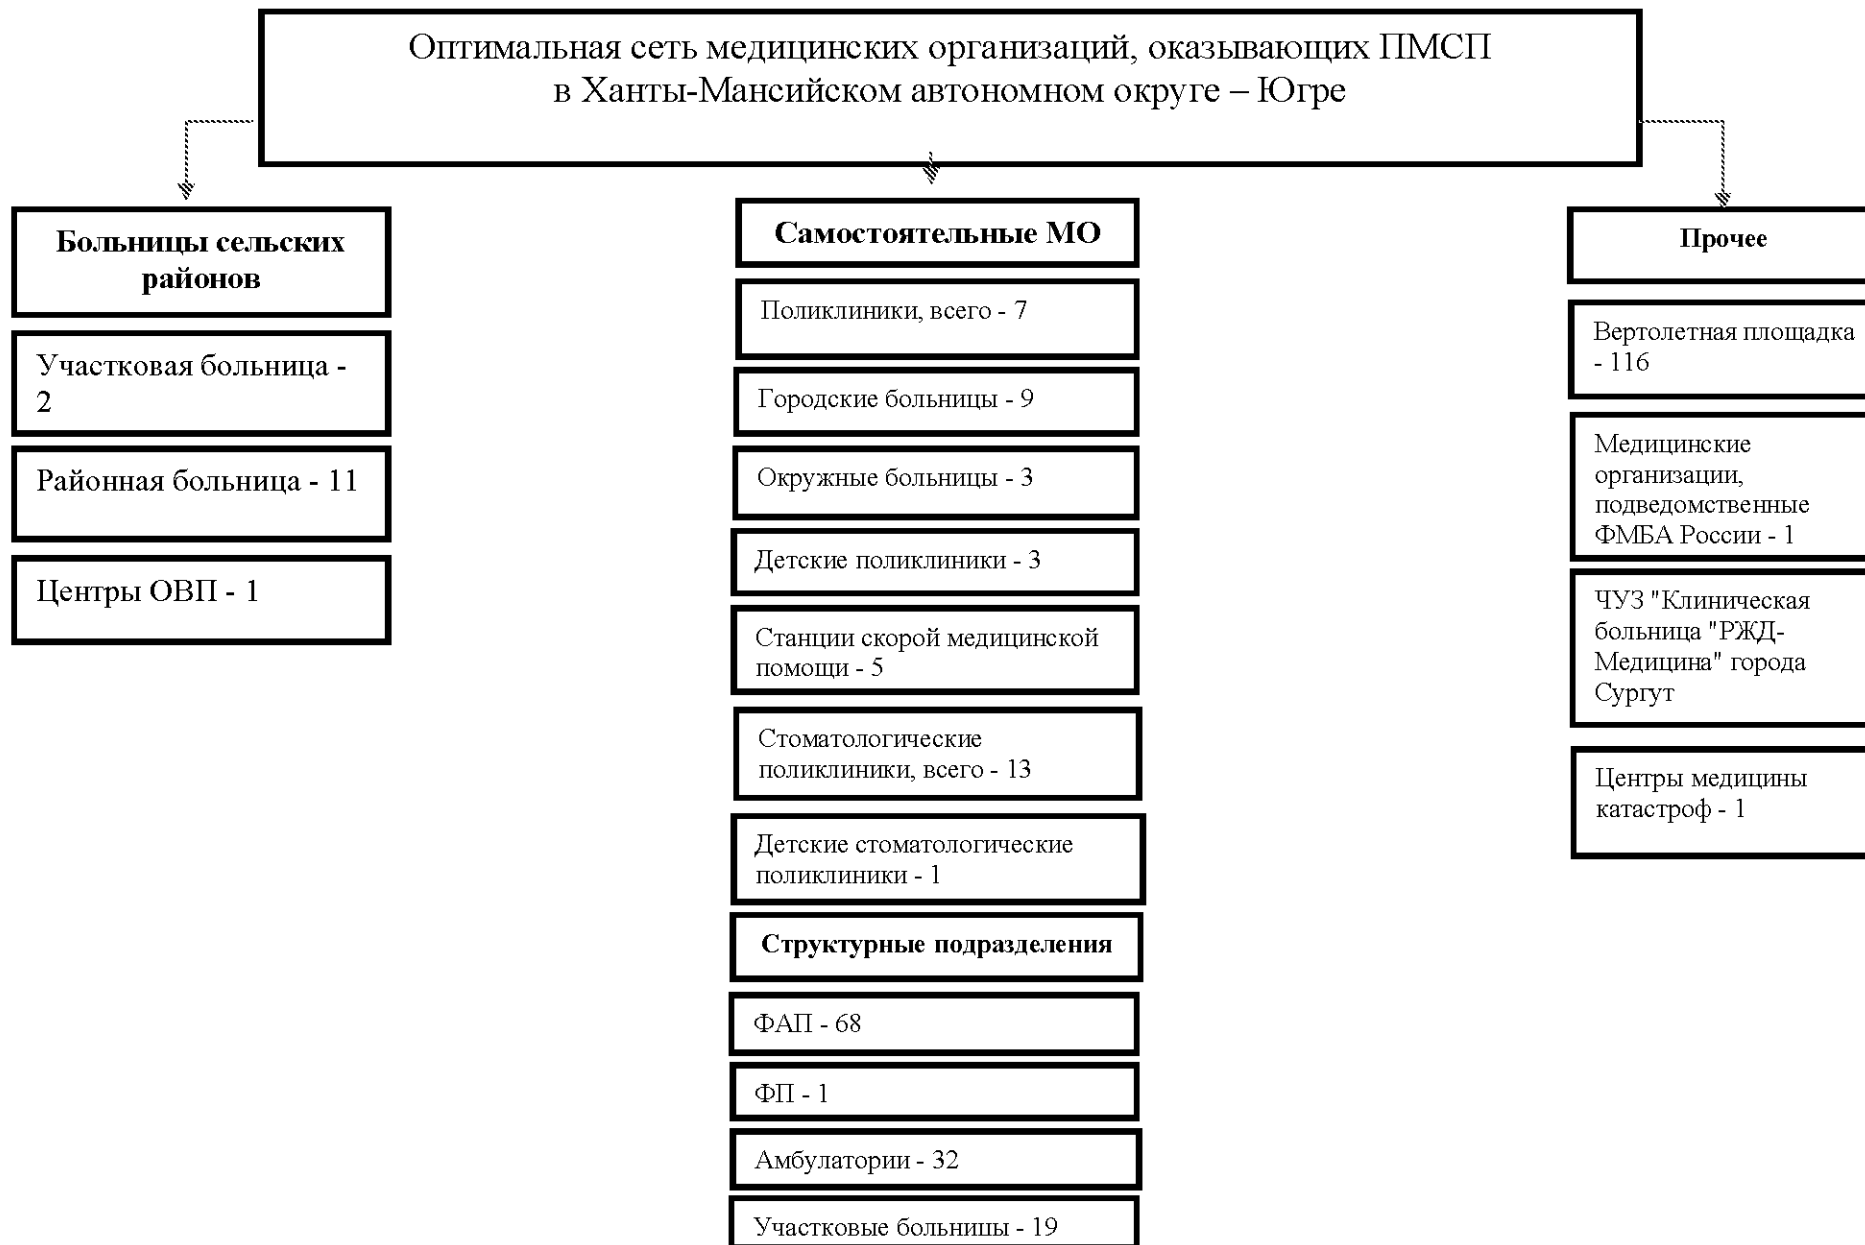 Оптимальная сеть медицинских организаций, оказывающих ПМСП
в Ханты-Мансийском автономном округе – Югре
Больницы сельских
районов
Участковая больница -
2
Районная больница - 11
Центры ОВП - 1
Самостоятельные МО
Поликлиники, всего - 7
Городские больницы - 9
Окружные больницы - 3
Детские поликлиники - 3
Станции скорой медицинской
помощи - 5
Стоматологические
поликлиники, всего - 13
Детские стоматологические
поликлиники - 1
Структурные подразделения
ФАП - 68
ФП - 1
Амбулатории - 32
Участковые больницы - 19
Прочее
Вертолетная площадка
- 116
Медицинские
организации,
подведомственные
ФМБА России - 1
ЧУЗ "Клиническая
больница "РЖД-
Медицина" города
Сургут
Центры медицины
катастроф - 1